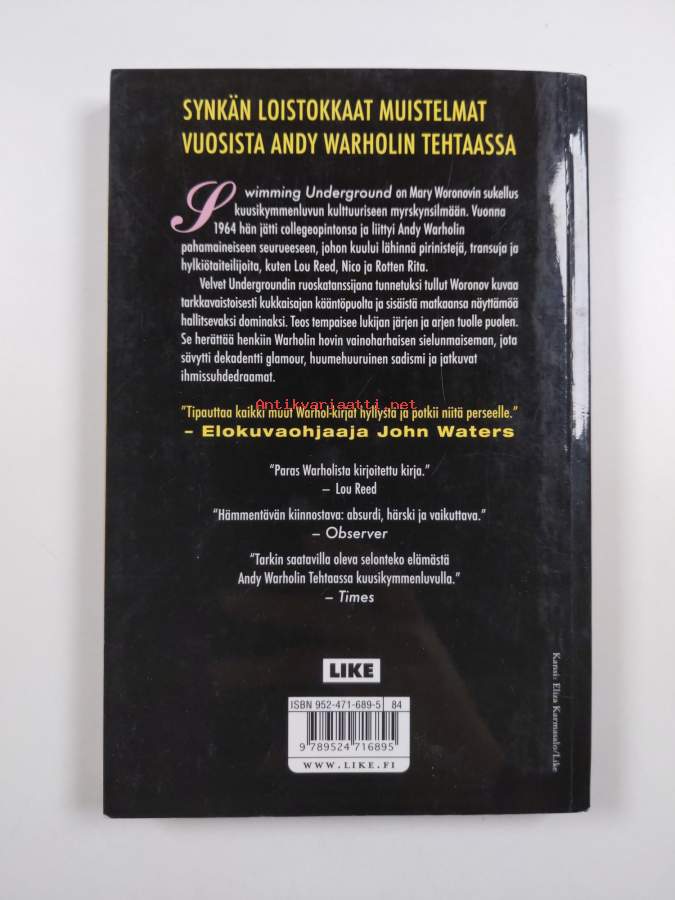 SYNKÄN LOISTOKKAAT MUISTELMAT
VUOSISTA ANDY WARHOLIN TEHTAASSA
Swimming Underground on Mary Woronovin sukellus
kuusikymmenluvun kulttuuriseen myrskynsilmään. Vuonna
1964 hän jätti collegeopintonsa ja liittyi Andy Warholin
pahamaineiseen seurueeseen, johon kuului lähinnä pirinistejä, transuja ja
hylkiötaiteilijoita, kuten Lou Reed, Nico ja Rotten Rita.
Velvet Undergroundin ruoskatanssijana tunnetuksi tullut Woronov kuvaa
tarkkavaistoisesti kukkaisajan kääntöpuolta ja sisäistä matkaansa näyttämöä
hallitsevaksi dominaksi. Teos tempaisee lukijan järjen ja arjen tuolle puolen.
Se herättää henkiin Warholin hovin vainoharhaisen sielunmaiseman, jota
sävytti dekadentti glamour, huumehuuruinen sadismi ja jatkuvat
ihmissuhdedraamat.
Antikvariaatti.net
"Tipauttaa kaikki muut Warhol-kirjat hyllystä ja potkii niitä perseelle."
– Elokuvaohjaaja John Waters
"Paras Warholista kirjoitettu kirja."
– Lou Reed
"Hämmentävän kiinnostava: absurdi, härski ja vaikuttava."
– Observer
"Tarkin saatavilla oleva selonteko elämästä
Andy Warholin Tehtaassa kuusikymmenluvulla."
– Times
LIKE
ISBN 952-471-689-5 84
9 789524 716895
WWW.LIKE.FI
Kansi: Eliza Karmasalo/Like